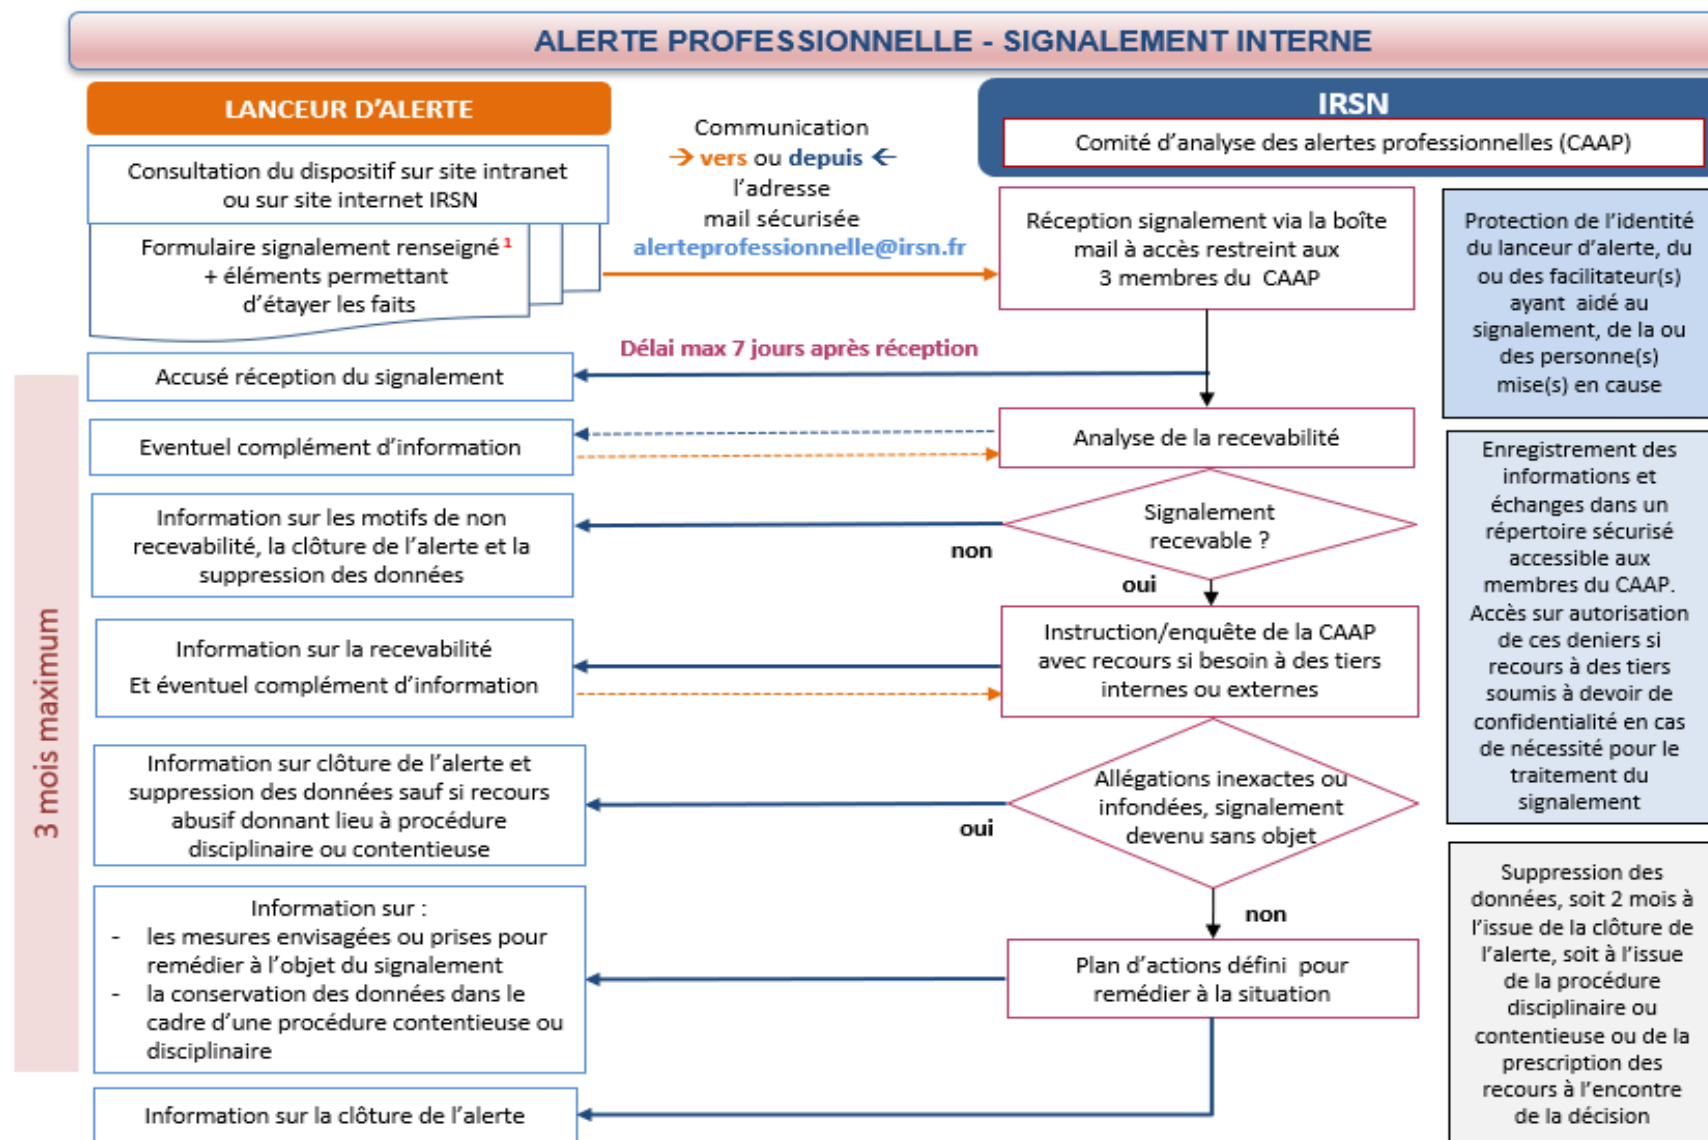 ALERTE PROFESSIONNELLE - SIGNALEMENT INTERNE
LANCEUR D'ALERTE
Consultation du dispositif sur site intranet
ou sur site internet IRSN
Formulaire signalement renseigné 1
+ éléments permettant
d'étayer les faits
Communication
→ vers ou depuis ←
l'adresse
mail sécurisée
alerteprofessionnelle@irsn.fr
IRSN
Comité d'analyse des alertes professionnelles (CAAP)
Réception signalement via la boîte
mail à accès restreint aux
3 membres du CAAP
Protection de l'identité
du lanceur d'alerte, du
ou des facilitateur(s)
ayant aidé au
signalement, de la ou
des personne(s)
mise(s) en cause
Délai max 7 jours après réception
3 mois maximum
Accusé réception du signalement
Eventuel complément d'information
Analyse de la recevabilité
Information sur les motifs de non
recevabilité, la clôture de l'alerte et la
suppression des données
non
Signalement
recevable ?
oui
Enregistrement des
informations et
échanges dans un
répertoire sécurisé
accessible aux
membres du CAAP.
Accès sur autorisation
de ces deniers si
recours à des tiers
soumis à devoir de
confidentialité en cas
de nécessité pour le
traitement du
signalement
Information sur la recevabilité
Et éventuel complément d'information
Instruction/enquête de la CAAP
avec recours si besoin à des tiers
internes ou externes
Information sur clôture de l'alerte et
suppression des données sauf si recours
abusif donnant lieu à procédure
disciplinaire ou contentieuse
oui
Allégations inexactes ou
infondées, signalement
devenu sans objet
non
Information sur :
- les mesures envisagées ou prises pour
remédier à l'objet du signalement
- la conservation des données dans le
cadre d'une procédure contentieuse ou
disciplinaire
Plan d'actions défini pour
remédier à la situation
Suppression des
données, soit 2 mois à
l'issue de la clôture de
l'alerte, soit à l'issue
de la procédure
disciplinaire ou
contentieuse ou de la
prescription des
recours à l'encontre
de la décision
Information sur la clôture de l'alerte